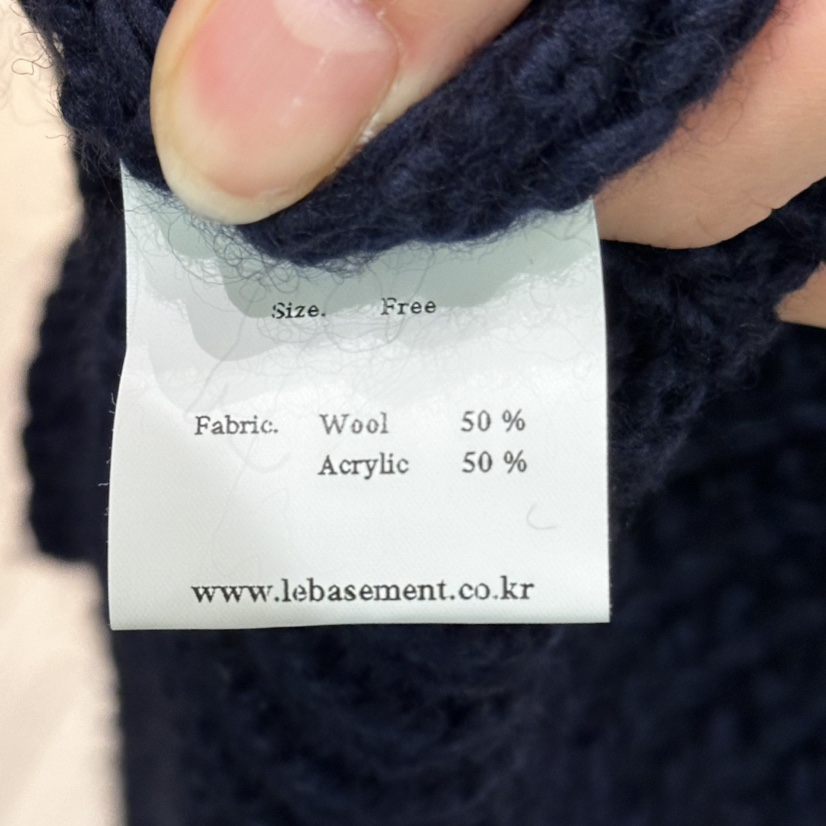 Size. Free
Fabric. Wool 50 %
Acrylic 50 %
www.lebasement.co.kr